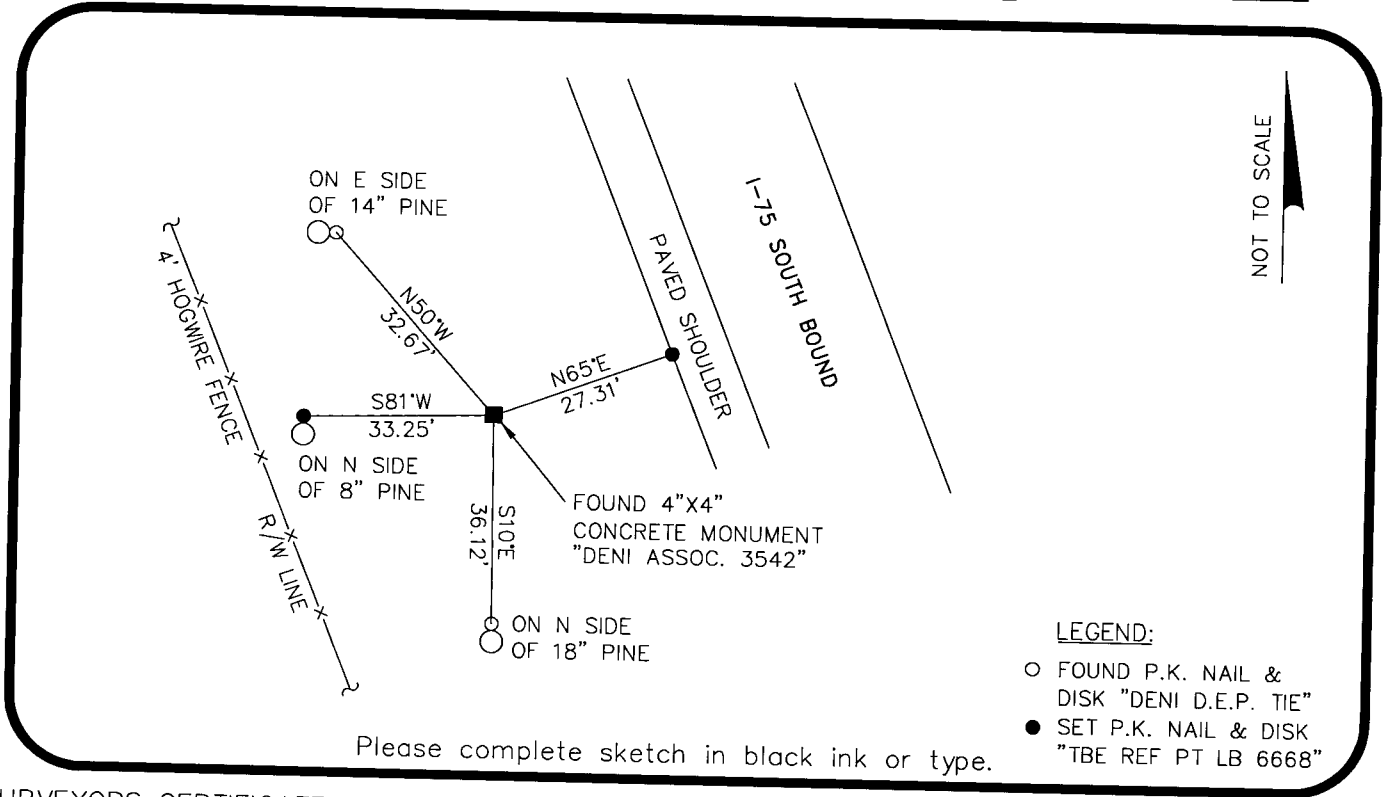 ON E SIDE
OF 14" PINE
4' HOGWIRE FENCE
R/W LINE
N50°W
32.67'
S81°W
33.25'
ON N SIDE
OF 8" PINE
N65°E
27.31'
S10°E
36.12'
ON N SIDE
OF 18" PINE
FOUND 4"X4"
CONCRETE MONUMENT
"DENI ASSOC. 3542"
PAVED SHOULDER
I-75 SOUTH BOUND
NOT TO SCALE
LEGEND:
FOUND P.K. NAIL &
DISK "DENI D.E.P. TIE"
SET P.K. NAIL & DISK
"TBE REF PT LB 6668"
Please complete sketch in black ink or type.